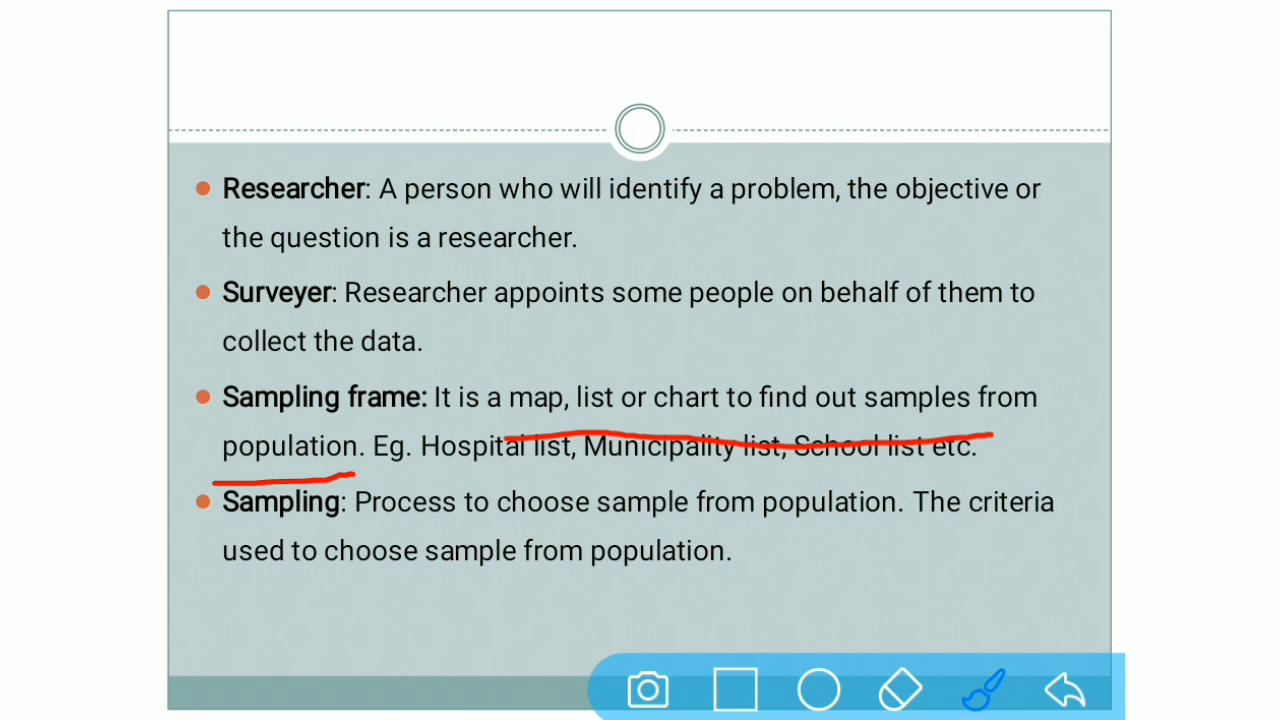 Researcher: A person who will identify a problem, the objective or
the question is a researcher.
Surveyer: Researcher appoints some people on behalf of them to
collect the data.
Sampling frame: It is a map, list or chart to find out samples from
population. Eg. Hospital list, Municipality list, School list etc.
Sampling: Process to choose sample from population. The criteria
used to choose sample from population.